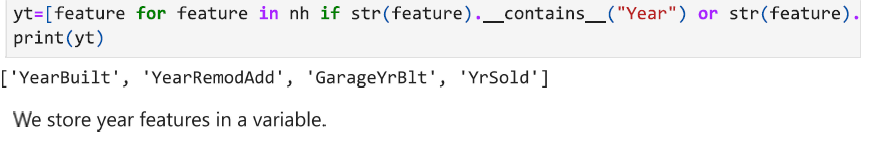 yt=[feature for feature in nh if str(feature).__contains__("Year") or str(feature).
print(yt)
['YearBuilt', 'YearRemodAdd', 'GarageYrBlt', 'YrSold']
We store year features in a variable.